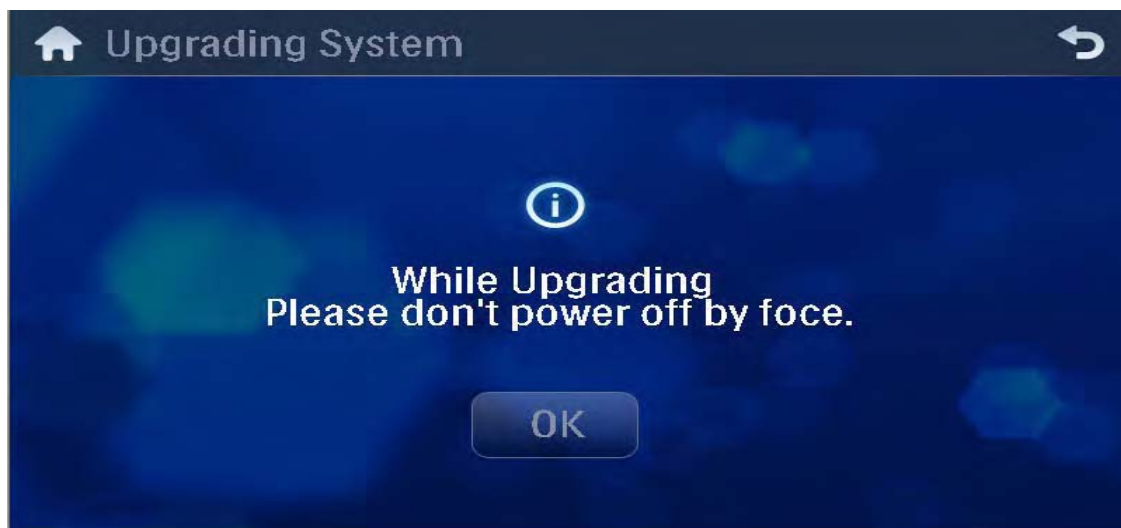 Upgrading System
While Upgrading
Please don't power off by foce.
OK